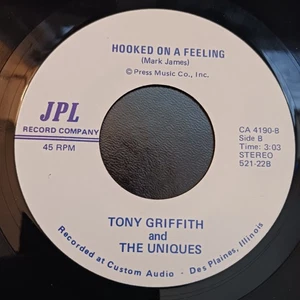 HOOKED ON A FEELING
(Mark James)
© Press Music Co., Inc.
JPL
RECORD COMPANY
45 RPM
CA 4190-B
Side B
Time: 3:03
STEREO
521-22B
TONY GRIFFITH
and
THE UNIQUES
Recorded at Custom Audio - Des Plaines, Illinois